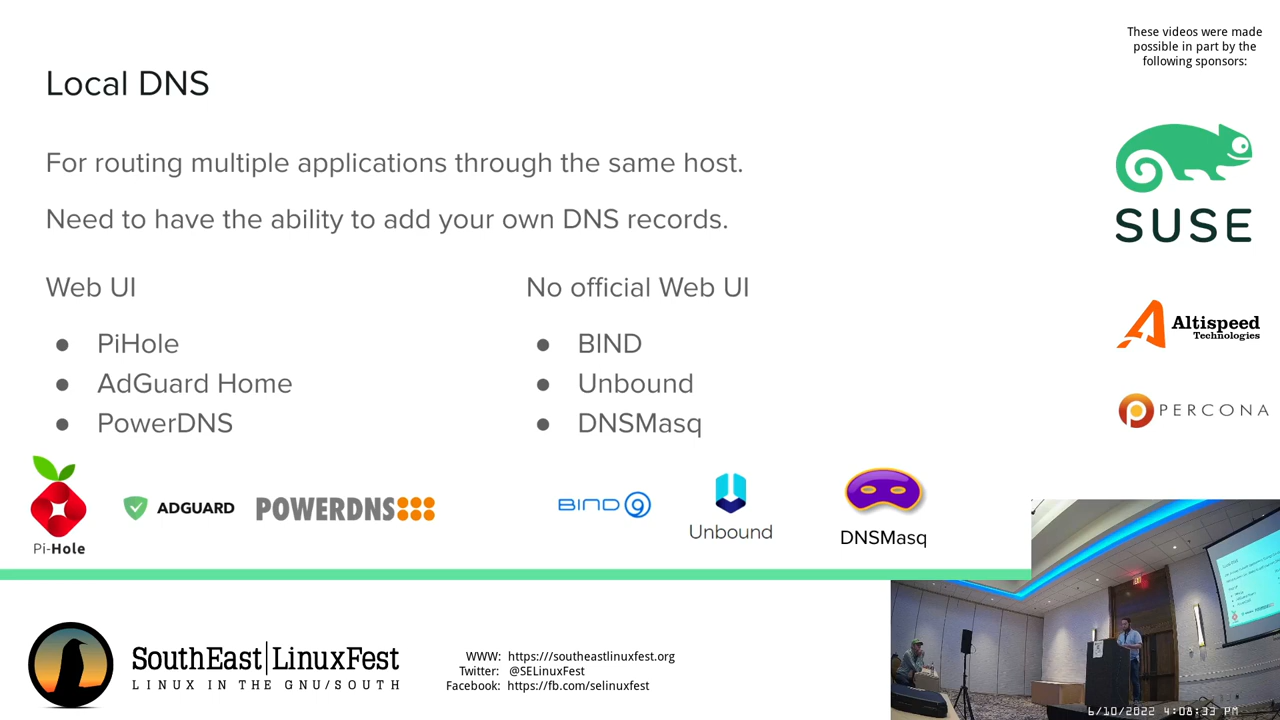 These videos were made
possible in part by the
following sponsors:
Local DNS
For routing multiple applications through the same host.
Need to have the ability to add your own DNS records.
Web UI
● PiHole
● AdGuard Home
● PowerDNS
No official Web UI
● BIND
● Unbound
● DNSMasq
Pi-Hole
ADGUARD
POWERDNS
BIND 9
Unbound
DNSMasq
SUSE
Altispeed
Technologies
PERCONA
SouthEast|LinuxFest
LINUX IN THE GNU/SOUTH
WWW: https:///southeastlinuxfest.org
Twitter: @SELinuxFest
Facebook: https://fb.com/selinuxfest
6/10/2022 4:08:33 PM